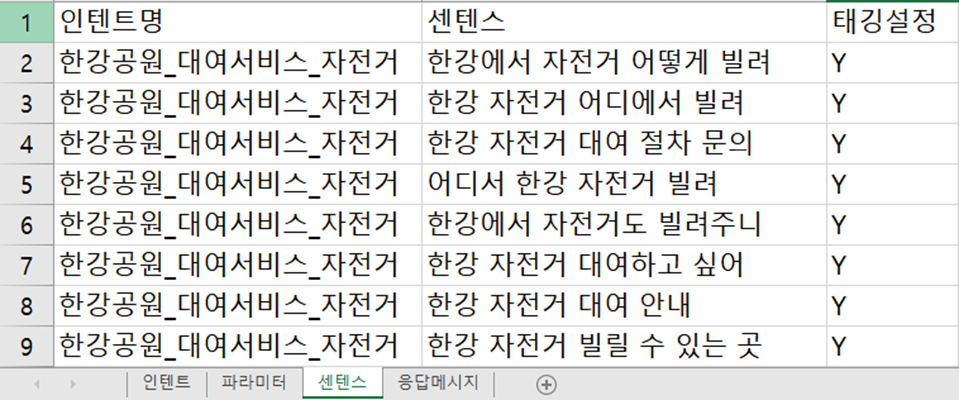 1 인텐트명 센텐스 태깅설정
2 한강공원_대여서비스_자전거 한강에서 자전거 어떻게 빌려 Y
3 한강공원_대여서비스_자전거 한강 자전거 어디에서 빌려 Y
4 한강공원_대여서비스_자전거 한강 자전거 대여 절차 문의 Y
5 한강공원_대여서비스_자전거 어디서 한강 자전거 빌려 Y
6 한강공원_대여서비스_자전거 한강에서 자전거도 빌려주니 Y
7 한강공원_대여서비스_자전거 한강 자전거 대여하고 싶어 Y
8 한강공원_대여서비스_자전거 한강 자전거 대여 안내 Y
9 한강공원_대여서비스_자전거 한강 자전거 빌릴 수 있는 곳 Y
인텐트 파라미터 센텐스 응답메시지